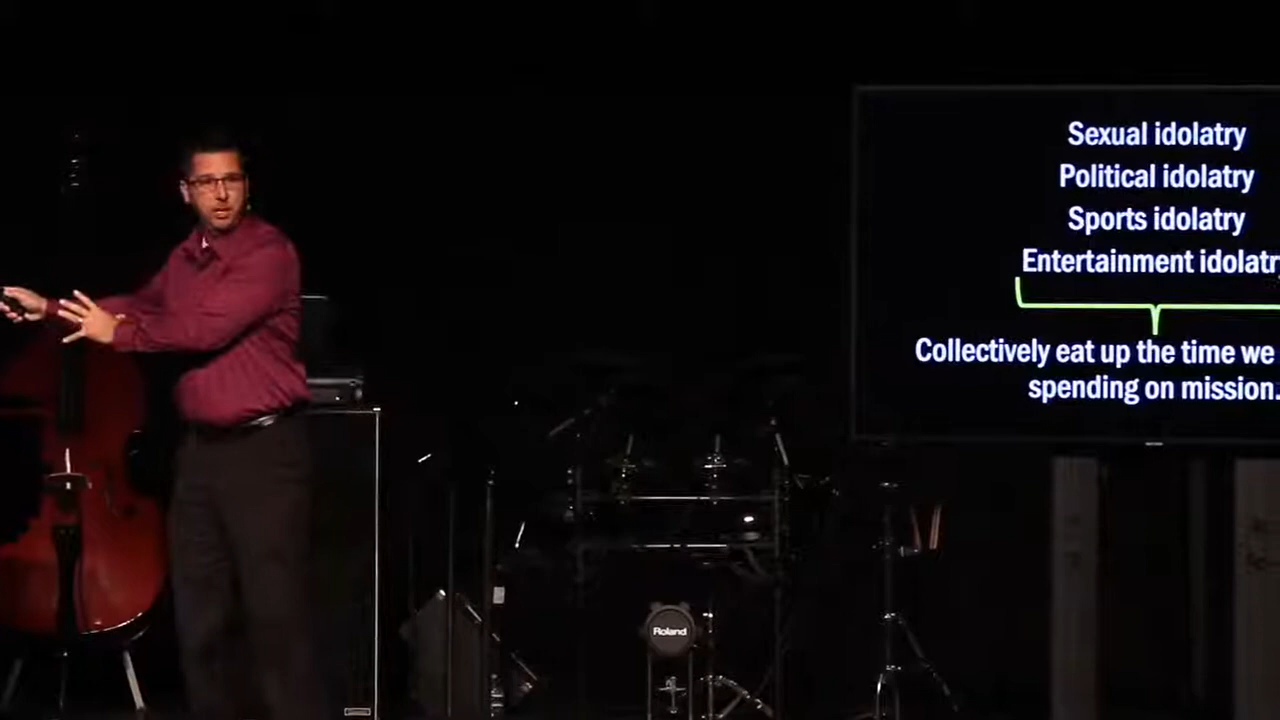 Sexual idolatry
Political idolatry
Sports idolatry
Entertainment idolatr
Collectively eat up the time we
spending on mission.
Roland